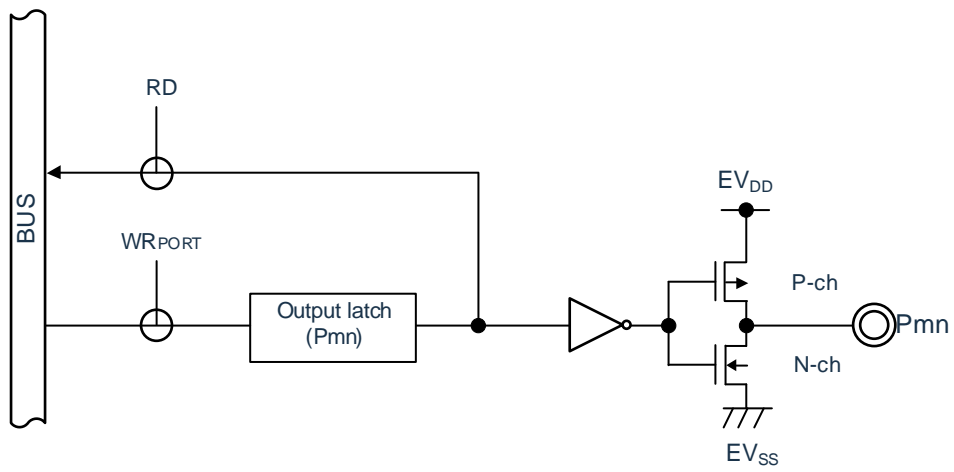 RD
BUS
WRPORT
Output latch
(Pmn)
EVDD
P-ch
Pmn
N-ch
EVSS